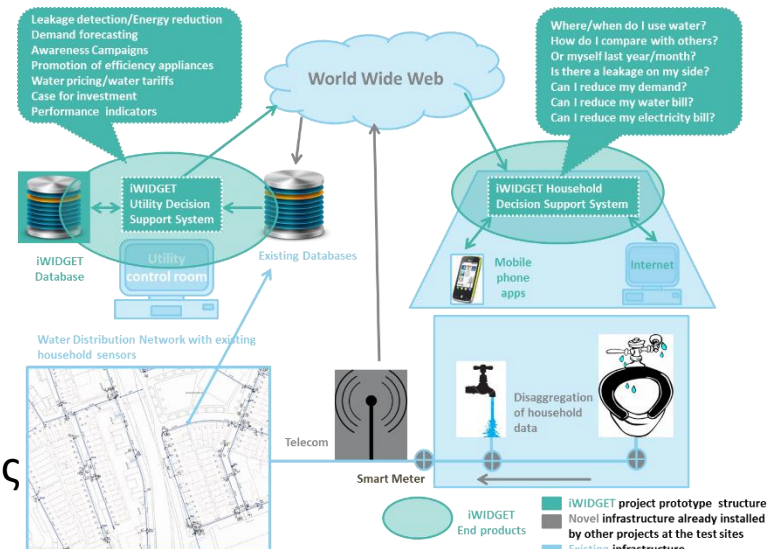 Leakage detection/Energy reduction
Demand forecasting
Awareness Campaigns
Promotion of efficiency appliances
Water pricing/water tariffs
Case for investment
Performance indicators
World Wide Web
Where/when do I use water?
How do I compare with others?
Or myself last year/month?
Is there a leakage on my side?
Can I reduce my demand?
Can I reduce my water bill?
Can I reduce my electricity bill?
iWIDGET
Utility Decision
Support System
iWIDGET Household
Decision Support System
iWIDGET
Database
Utility
control room
Existing Databases
Mobile
phone
apps
Internet
Water Distribution Network with existing
household sensors
Disaggregation
of household
data
Telecom
Smart Meter
ς
iWIDGET
End products
iWIDGET project prototype structure
Novel infrastructure already installed
by other projects at the test sites
Existing infrastructure